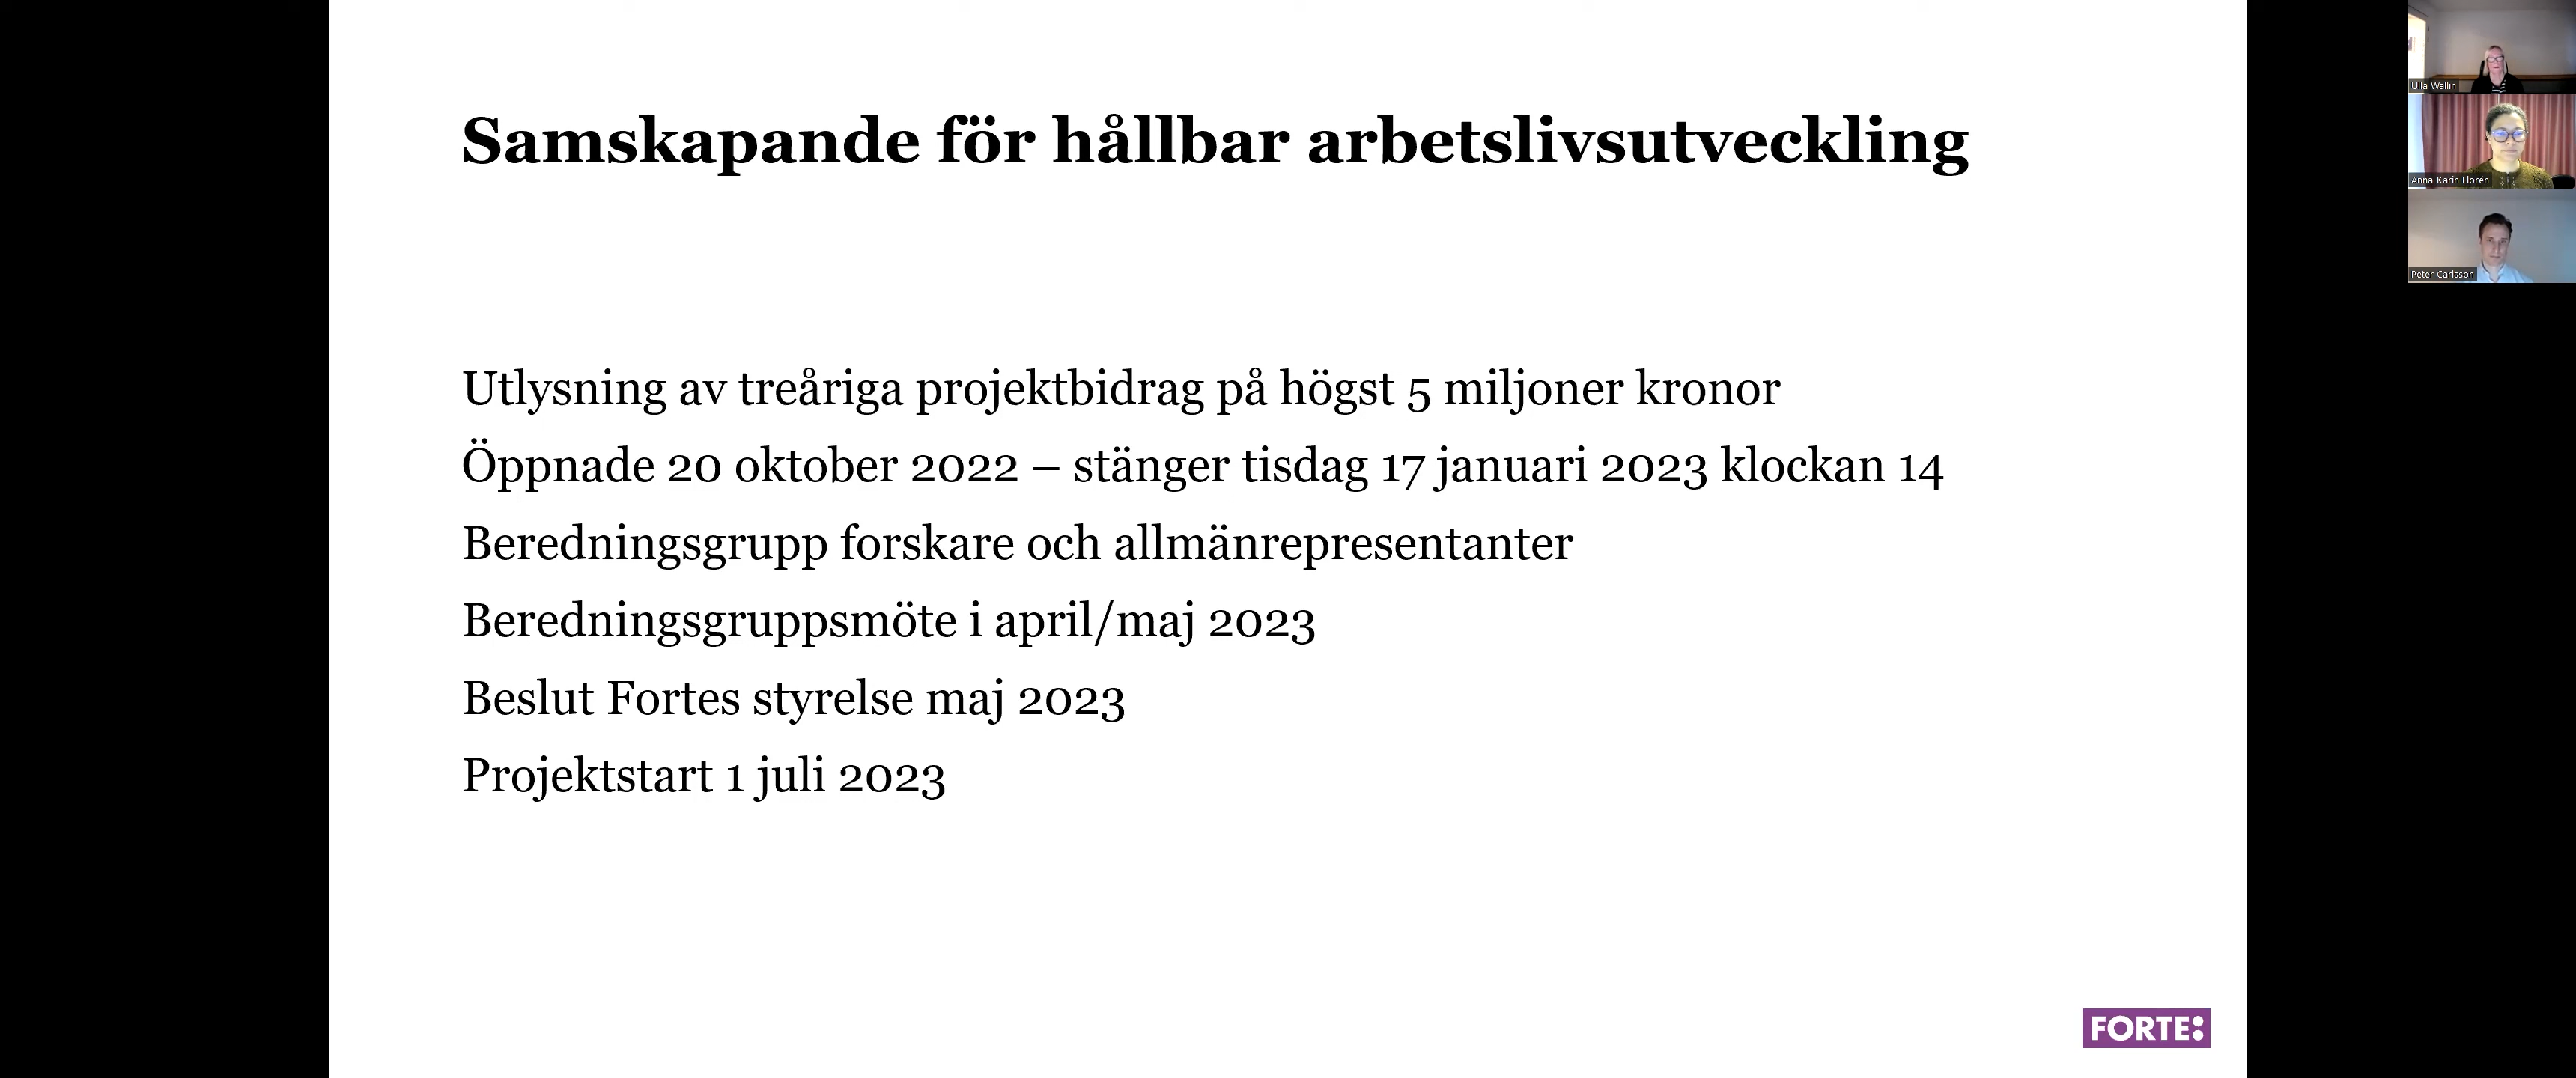 Samskapande för hållbar arbetslivsutveckling
Utlysning av treåriga projektbidrag på högst 5 miljoner kronor
Öppnade 20 oktober 2022 – stänger tisdag 17 januari 2023 klockan 14
Beredningsgrupp forskare och allmänrepresentanter
Beredningsgruppsmöte i april/maj 2023
Beslut Fortes styrelse maj 2023
Projektstart 1 juli 2023
FORTE:
Ulla Wallin
Anna-Karin Florén
Peter Carlsson